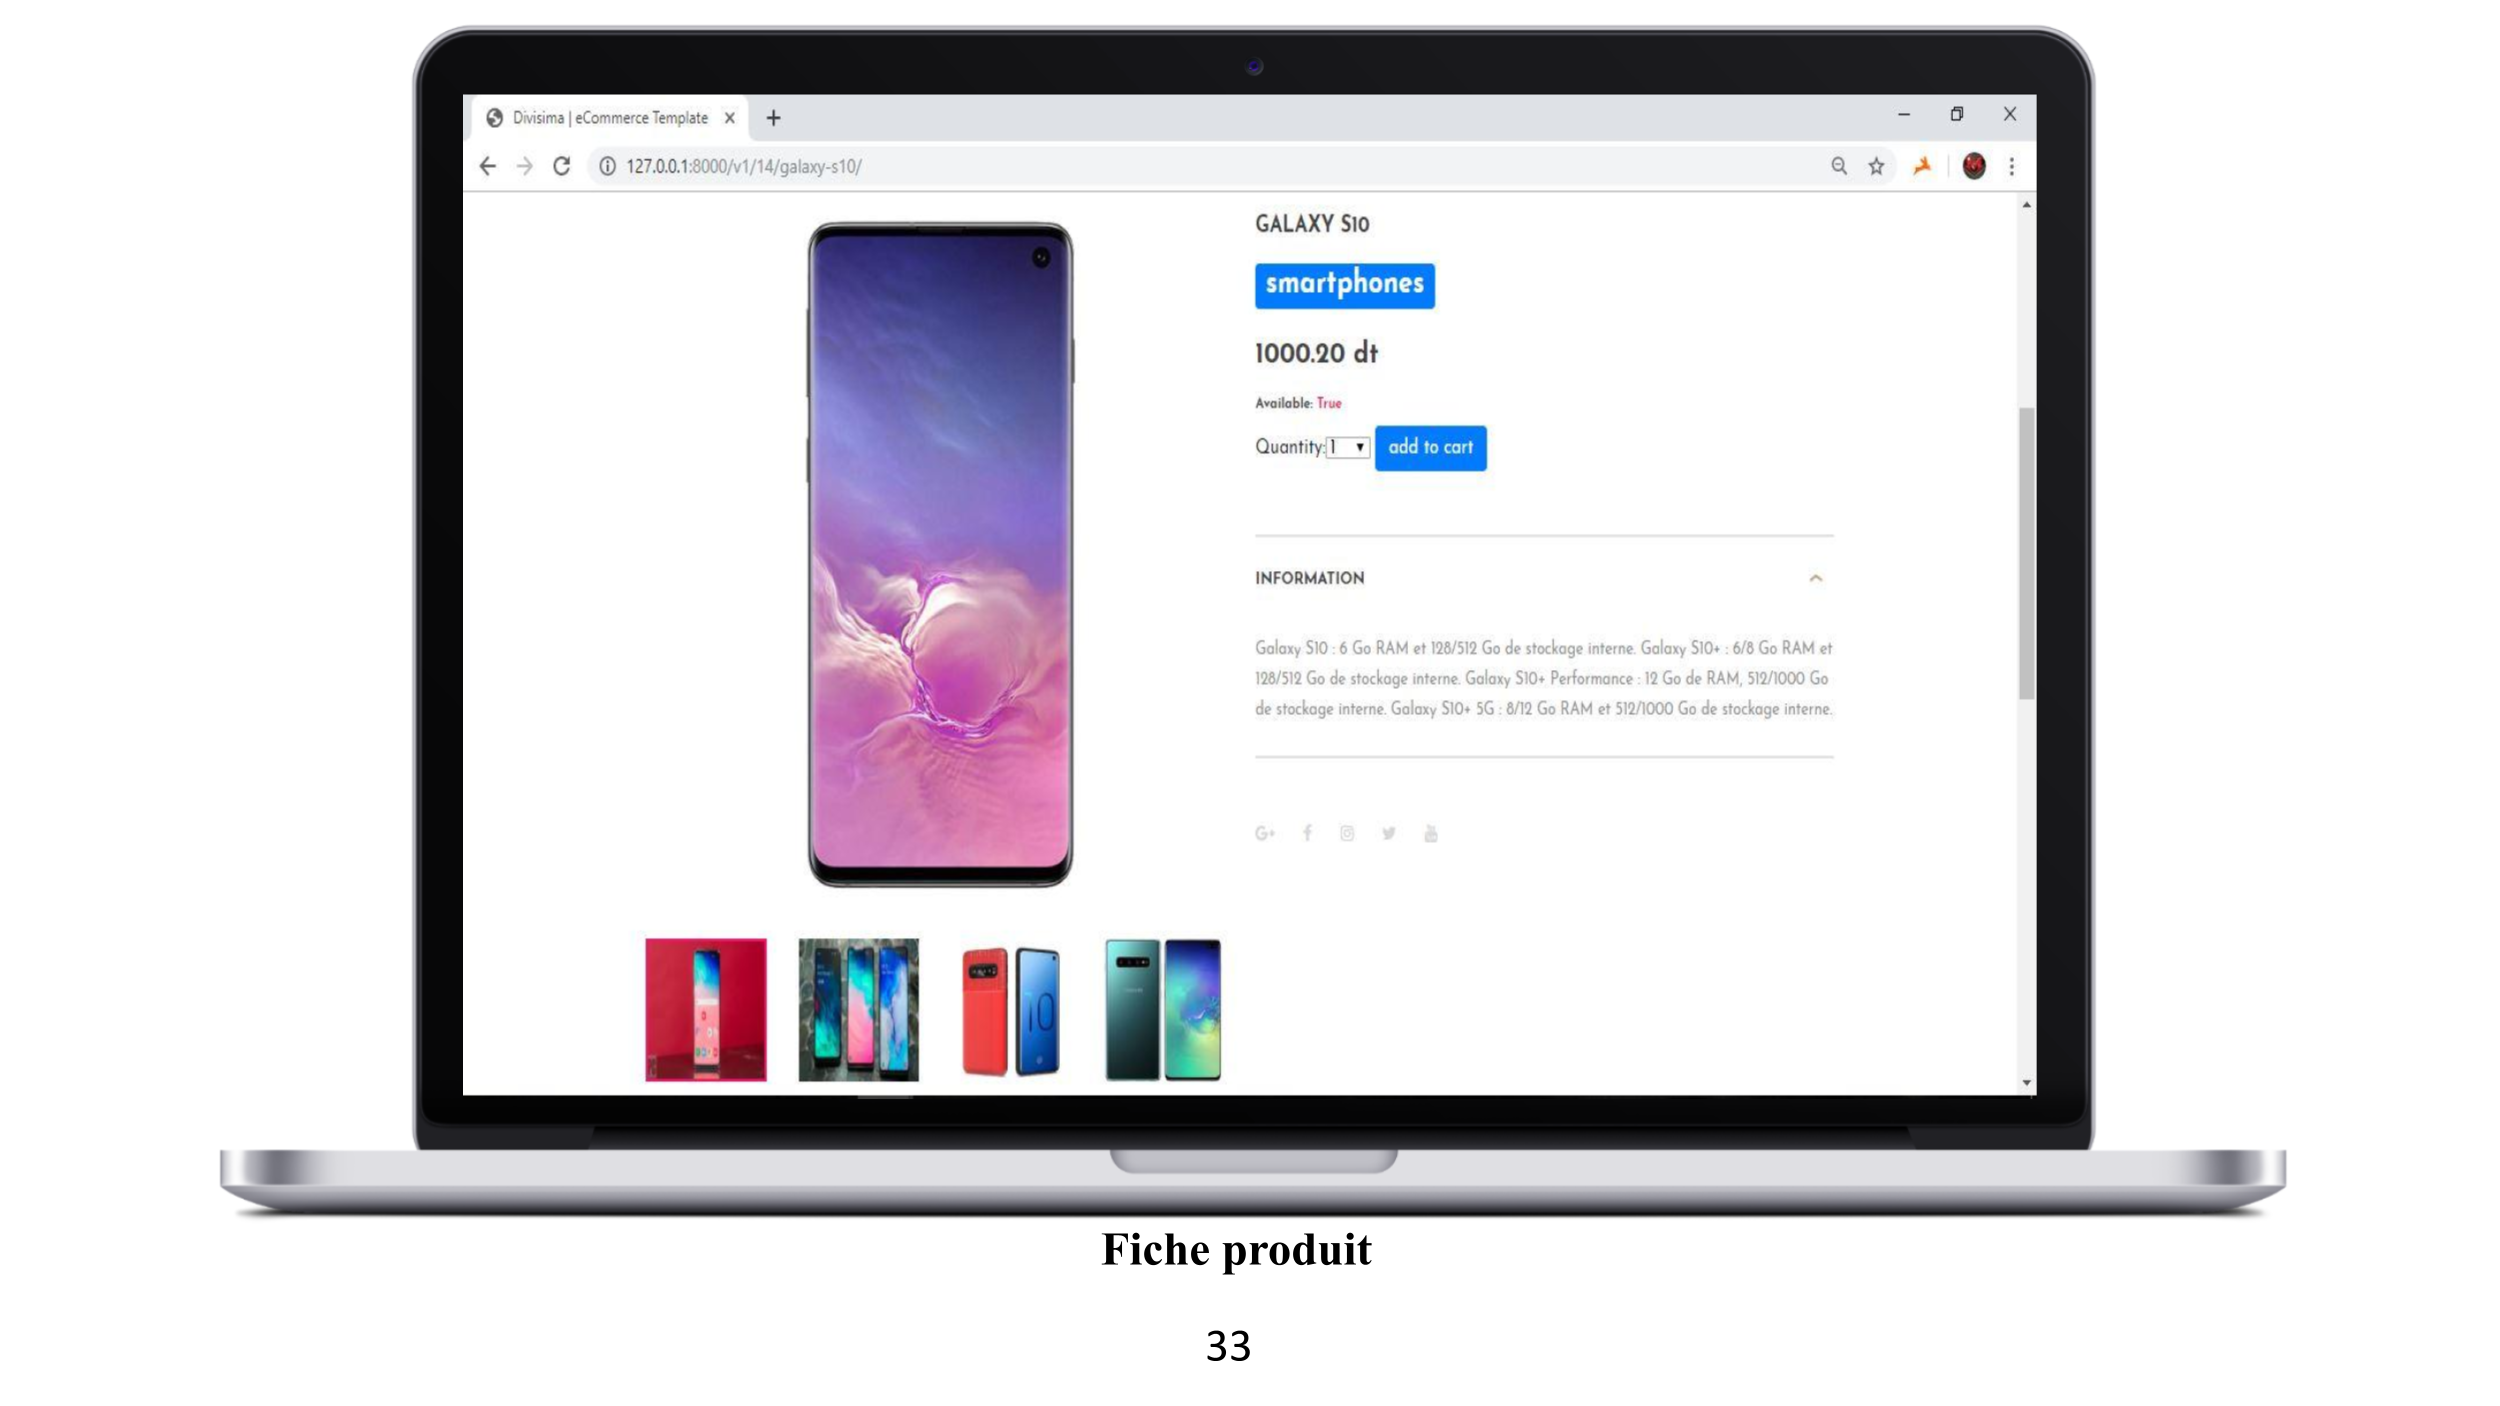 Divisima | eCommerce Template
127.0.0.1:8000/v1/14/galaxy-s10/
GALAXY S10
smartphones
1000.20 dt
Available: True
Quantity: 1 add to cart
INFORMATION
Galaxy S10 : 6 Go RAM et 128/512 Go de stockage interne. Galaxy S10+ : 6/8 Go RAM et
128/512 Go de stockage interne. Galaxy S10+ Performance : 12 Go de RAM, 512/1000 Go
de stockage interne. Galaxy S10+ 5G : 8/12 Go RAM et 512/1000 Go de stockage interne.
10
Fiche produit
33